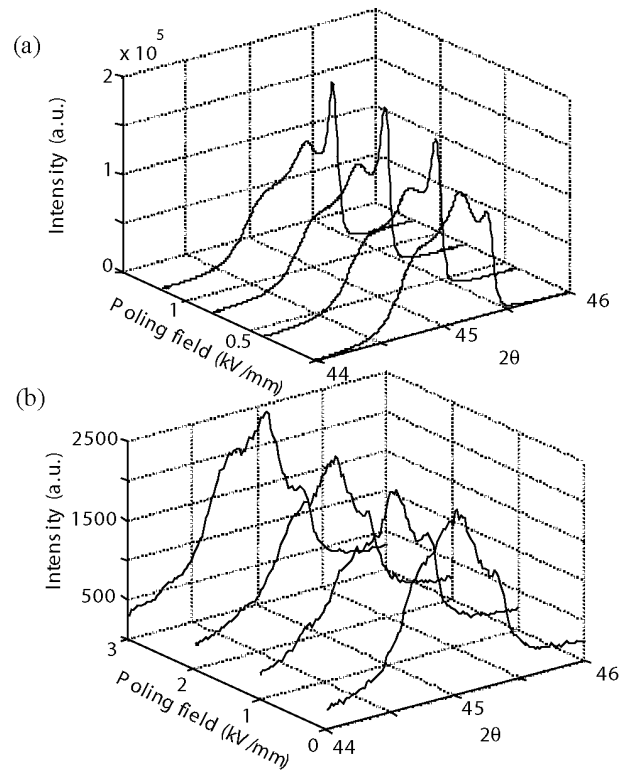 (a)
x 10 5
2
1
0
Intensity (a.u.)
1
0.5
Poling field (kV/mm)
44
45
46
2θ
(b)
2500
1500
500
Intensity (a.u.)
3
2
1
0
Poling field (kV/mm)
44
45
46
2θ